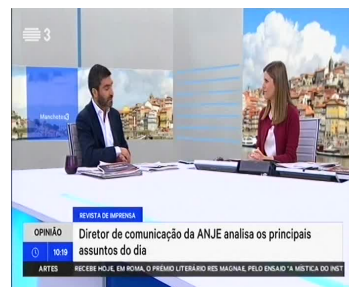 3
Manchetes3
REVISTA DE IMPRENSA
OPINIÃO
Diretor de comunicação da ANJE analisa os principais
assuntos do dia
10:19
ARTES
RECEBE HOJE, EM ROMA, O PRÉMIO LITERÁRIO RES MAGNAE, PELO ENSAIO "A MÍSTICA DO INST